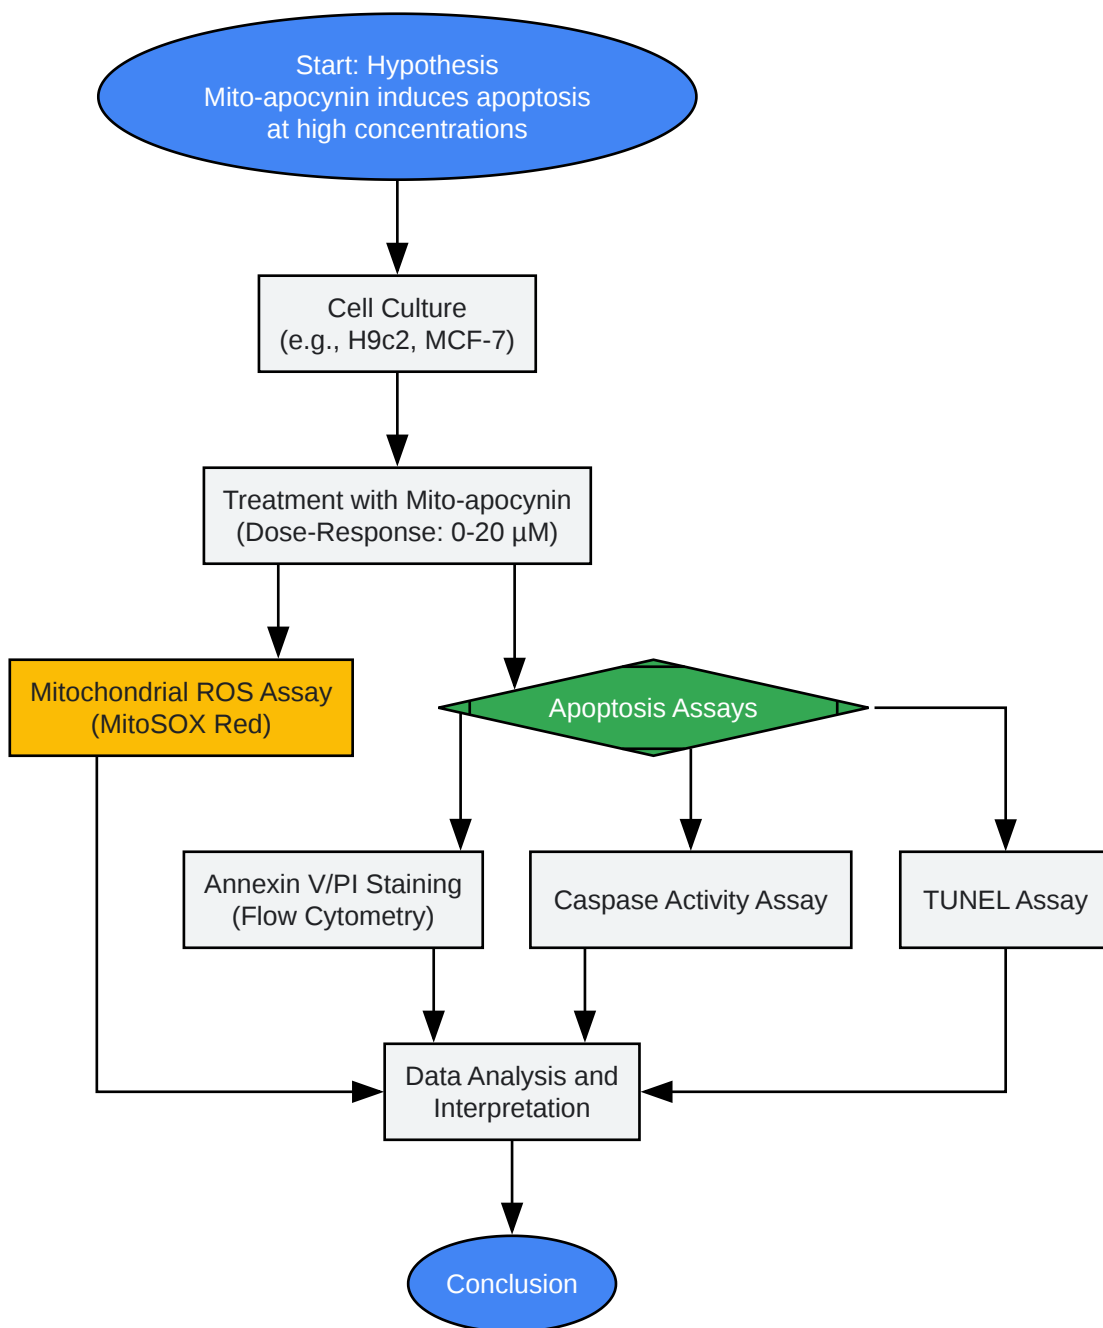 Start: Hypothesis
Mito-apocynin induces apoptosis
at high concentrations
Cell Culture
(e.g., H9c2, MCF-7)
Treatment with Mito-apocynin
(Dose-Response: 0-20 µM)
Mitochondrial ROS Assay
(MitoSOX Red)
Apoptosis Assays
Annexin V/PI Staining
(Flow Cytometry)
Caspase Activity Assay
TUNEL Assay
Data Analysis and
Interpretation
Conclusion